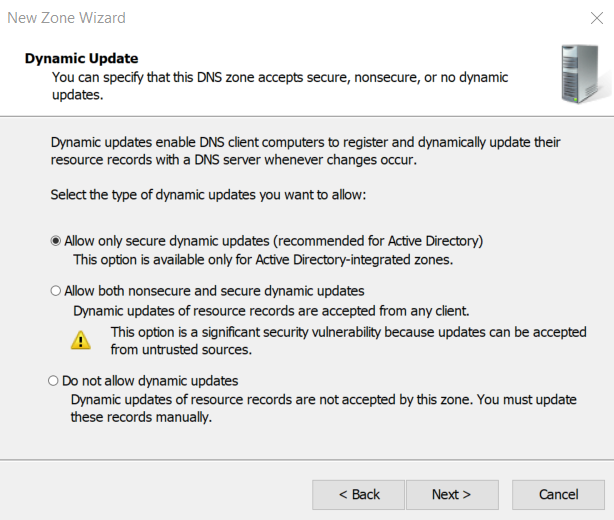 New Zone Wizard
Dynamic Update
You can specify that this DNS zone accepts secure, nonsecure, or no dynamic
updates.
Dynamic updates enable DNS client computers to register and dynamically update their
resource records with a DNS server whenever changes occur.
Select the type of dynamic updates you want to allow:
Allow only secure dynamic updates (recommended for Active Directory)
This option is available only for Active Directory-integrated zones.
Allow both nonsecure and secure dynamic updates
Dynamic updates of resource records are accepted from any client.
This option is a significant security vulnerability because updates can be accepted
from untrusted sources.
Do not allow dynamic updates
Dynamic updates of resource records are not accepted by this zone. You must update
these records manually.
< Back
Next >
Cancel